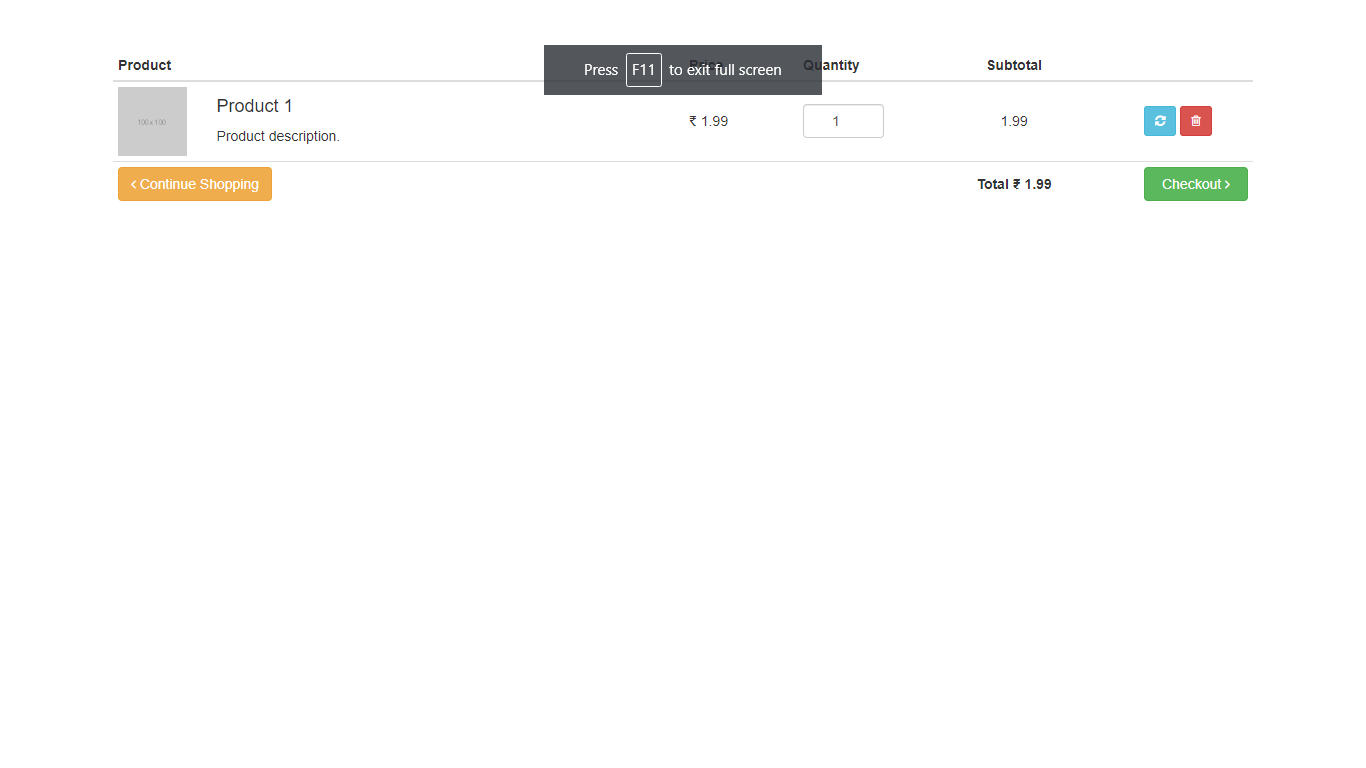 Product Price Quantity Subtotal
Press F11 to exit full screen
100 x 100
Product 1
Product description.
₹ 1.99
1
1.99
Continue Shopping
Total ₹ 1.99
Checkout